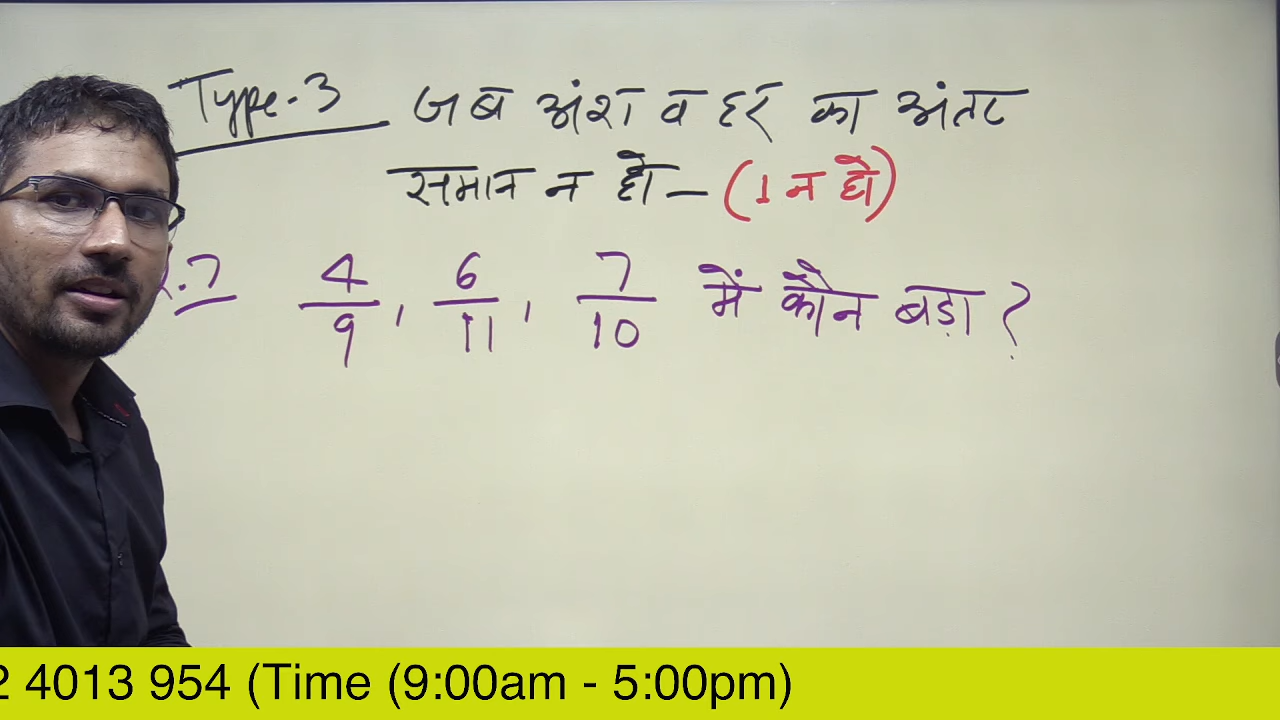 Type-3 जब अंश व हर का अंतर
समान न हो - (1 न हो)
.7 4/9, 6/11, 7/10 में कौन बड़ा ?
2 4013 954 (Time (9:00am - 5:00pm)